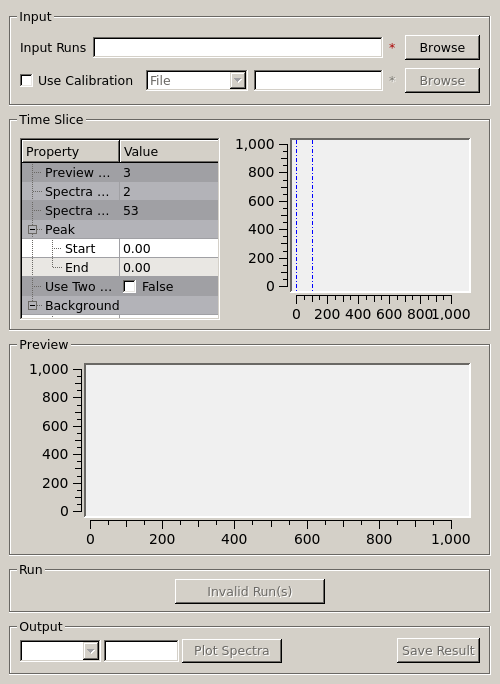 Input
Input Runs * Browse
Use Calibration File * Browse
Time Slice
Property Value
Preview ... 3
Spectra ... 2
Spectra ... 53
Peak
Start 0.00
End 0.00
Use Two ... False
Background
1,000
800
600
400
200
0
0 200 400 600 800 1,000
Preview
1,000
800
600
400
200
0
0 200 400 600 800 1,000
Run
Invalid Run(s)
Output
Plot Spectra Save Result